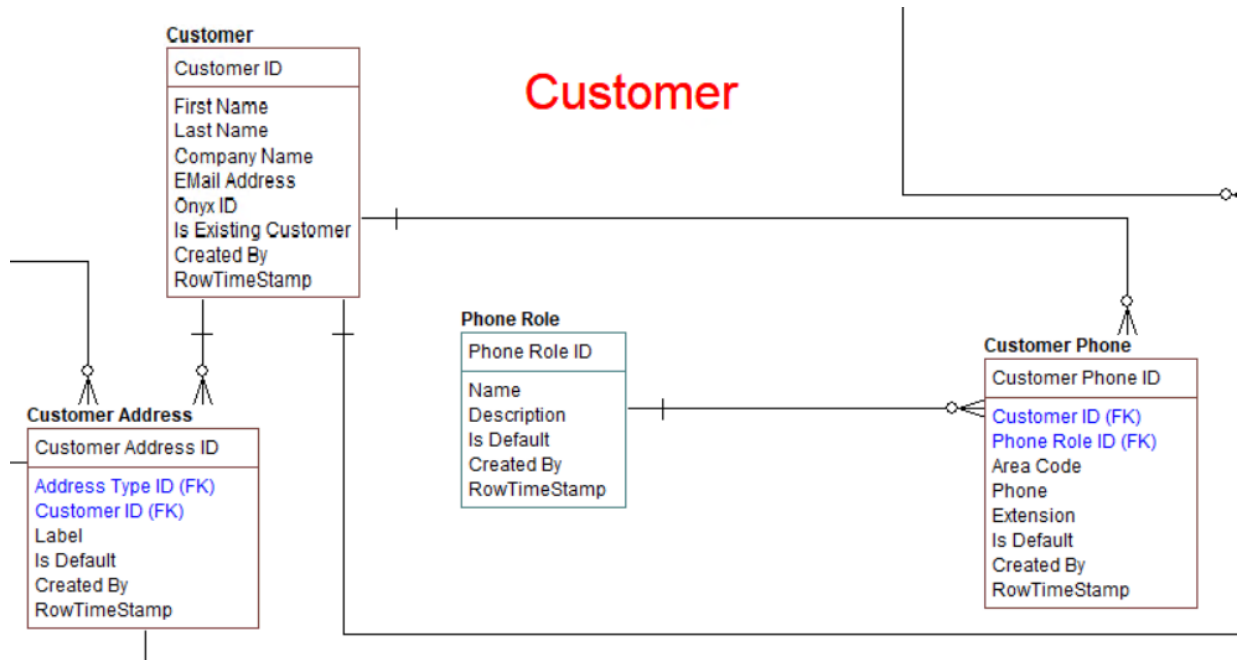 Customer
Customer ID
First Name
Last Name
Company Name
EMail Address
Onyx ID
Is Existing Customer
Created By
RowTimeStamp
Customer
Phone Role
Phone Role ID
Name
Description
Is Default
Created By
RowTimeStamp
Customer Phone
Customer Phone ID
Customer ID (FK)
Phone Role ID (FK)
Area Code
Phone
Extension
Is Default
Created By
RowTimeStamp
Customer Address
Customer Address ID
Address Type ID (FK)
Customer ID (FK)
Label
Is Default
Created By
RowTimeStamp